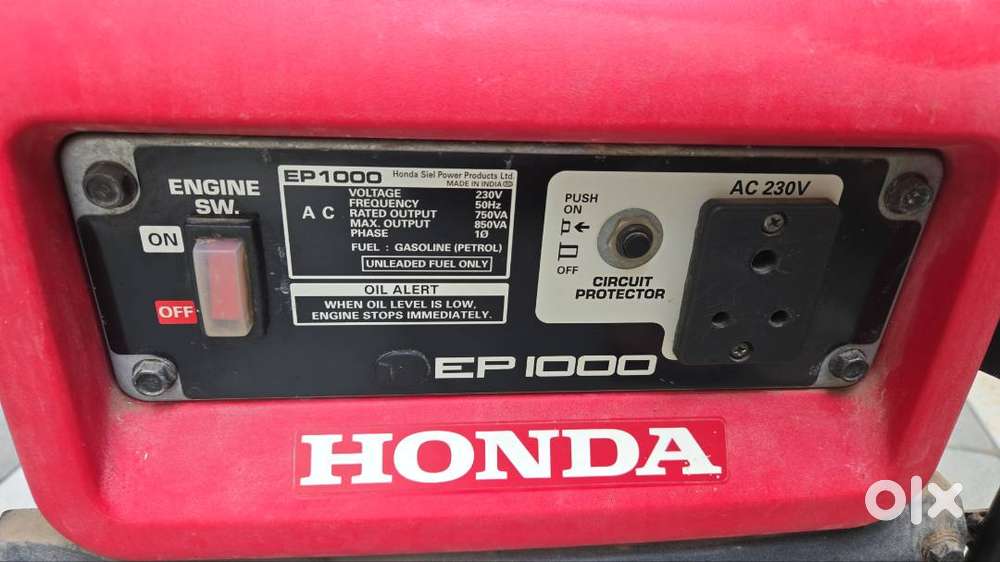 ENGINE
SW.
ON
OFF
EP1000 Honda Siel Power Products Ltd.
MADE IN INDIA
A C
VOLTAGE 230V
FREQUENCY 50Hz
RATED OUTPUT 750VA
MAX. OUTPUT 850VA
PHASE 1Ø
FUEL : GASOLINE (PETROL)
UNLEADED FUEL ONLY
OIL ALERT
WHEN OIL LEVEL IS LOW,
ENGINE STOPS IMMEDIATELY.
PUSH
ON
OFF
CIRCUIT
PROTECTOR
AC 230V
EP1000
HONDA
olx